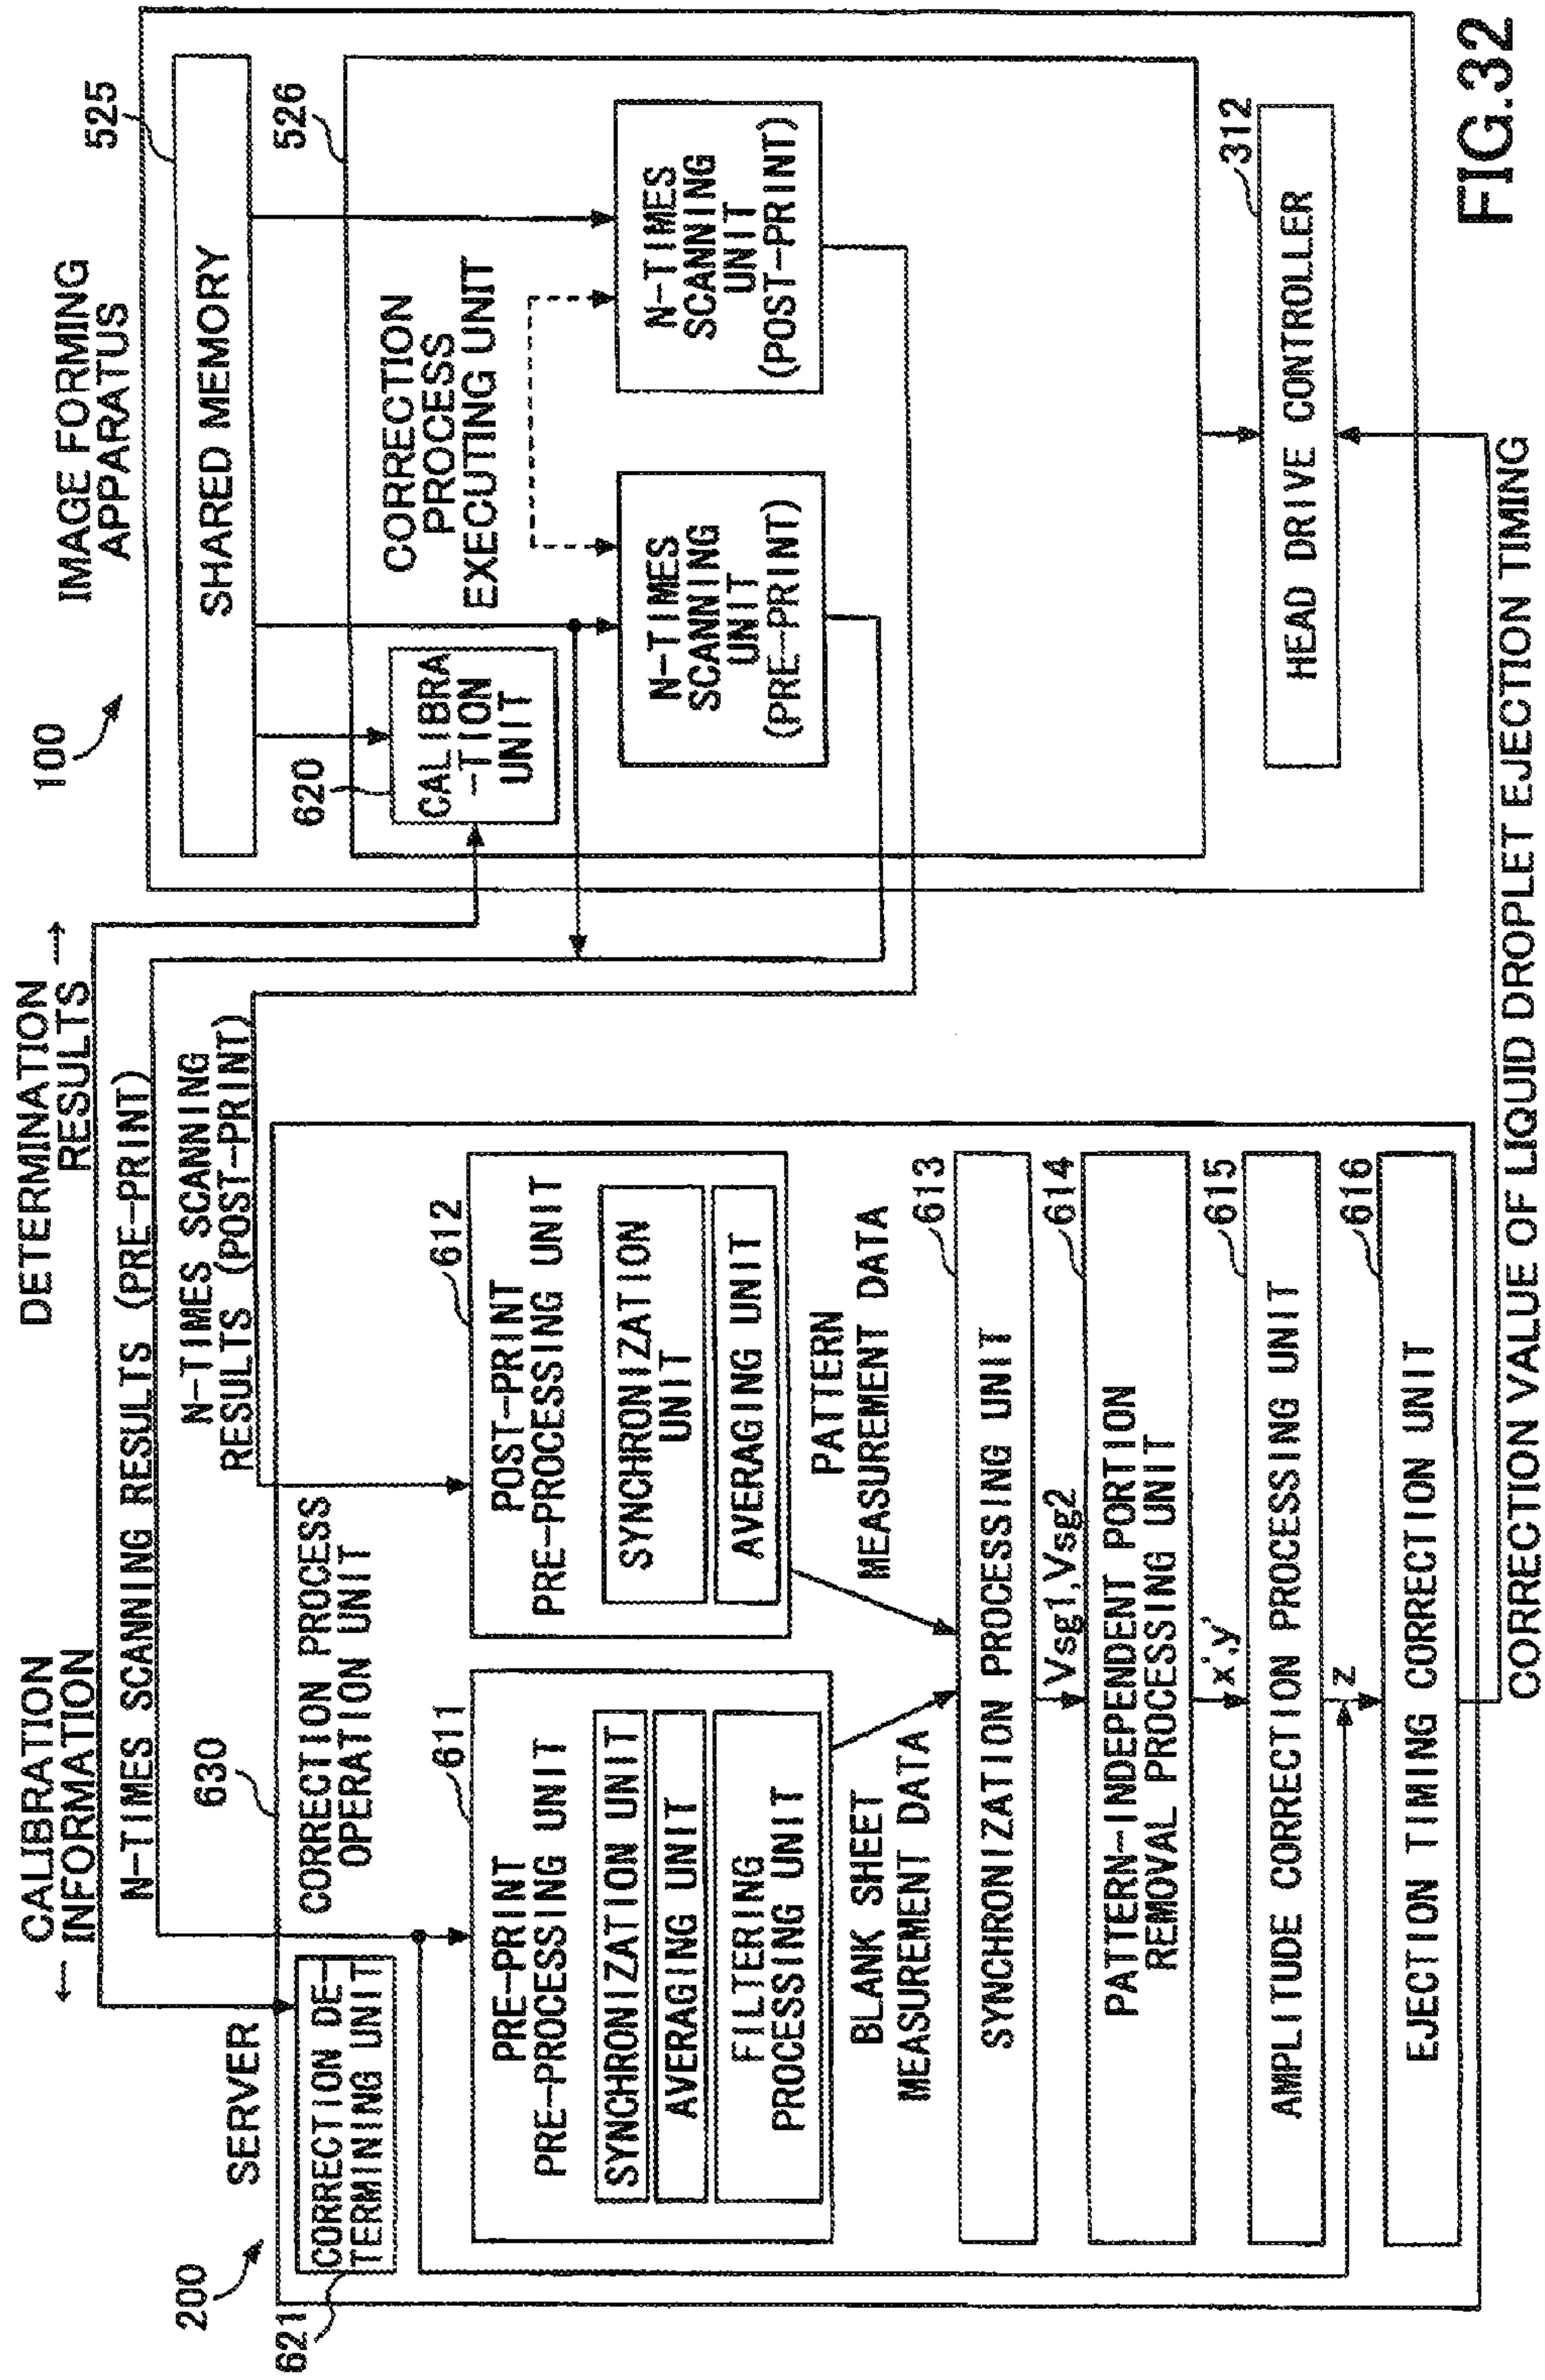 CALIBRATION
← INFORMATION
DETERMINATION
RESULTS →
N-TIMES SCANNING RESULTS (PRE-PRINT)
N-TIMES SCANNING
RESULTS (POST-PRINT)
200
SERVER
630
621
CORRECTION DE-
TERMINING UNIT
CORRECTION PROCESS
OPERATION UNIT
611
PRE-PRINT
PRE-PROCESSING UNIT
SYNCHRONIZATION UNIT
AVERAGING UNIT
FILTERING
PROCESSING UNIT
612
POST-PRINT
PRE-PROCESSING UNIT
SYNCHRONIZATION
UNIT
AVERAGING UNIT
BLANK SHEET
MEASUREMENT DATA
PATTERN
MEASUREMENT DATA
613
SYNCHRONIZATION PROCESSING UNIT
Vsg1,Vsg2
614
PATTERN-INDEPENDENT PORTION
REMOVAL PROCESSING UNIT
x',y'
615
AMPLITUDE CORRECTION PROCESSING UNIT
z
616
EJECTION TIMING CORRECTION UNIT
CORRECTION VALUE OF LIQUID DROPLET EJECTION TIMING
100
IMAGE FORMING
APPARATUS
525
SHARED MEMORY
526
620
CALIBRA
-TION
UNIT
CORRECTION
PROCESS
EXECUTING UNIT
N-TIMES
SCANNING
UNIT
(PRE-PRINT)
N-TIMES
SCANNING
UNIT
(POST-PRINT)
312
HEAD DRIVE CONTROLLER
FIG.32